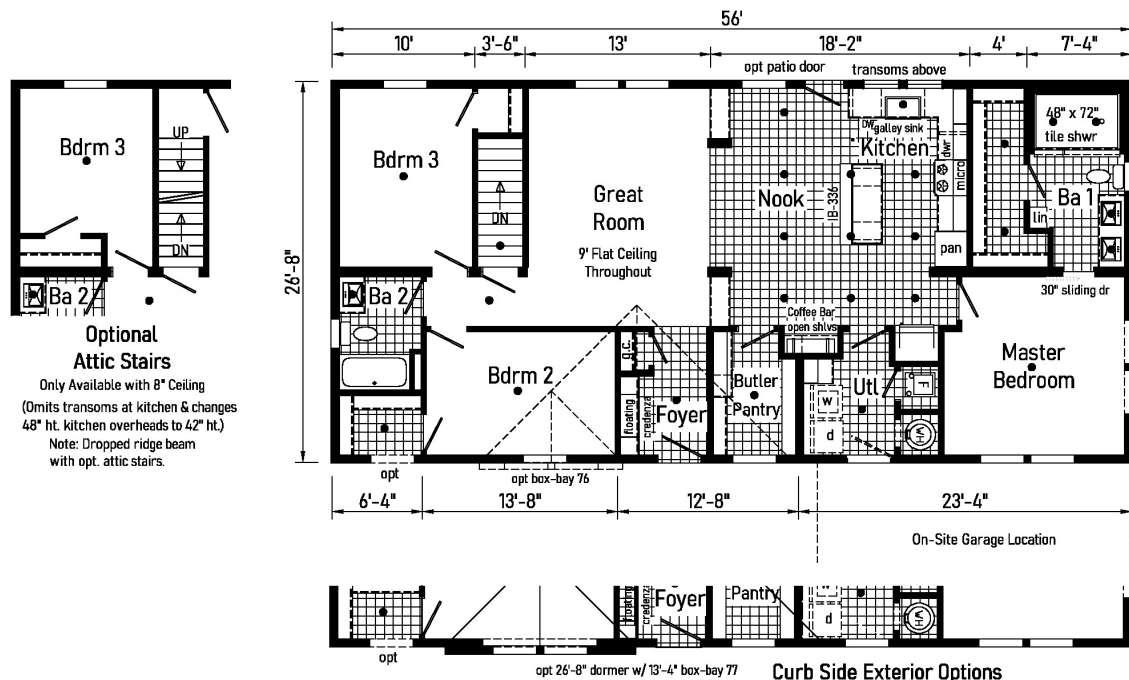 56'
10'
3'-6"
13'
18'-2"
4'
7'-4"
opt patio door
transoms above
26'-8"
Bdrm 3
UP
DN
Ba 2
Optional
Attic Stairs
Only Available with 8" Ceiling
(Omits transoms at kitchen & changes
48" ht. kitchen overheads to 42" ht.)
Note: Dropped ridge beam
with opt. attic stairs.
Bdrm 3
DN
Great
Room
9' Flat Ceiling
Throughout
Nook
DW
galley sink
Kitchen
dwr
micro
IB-336
pan
48" x 72"
tile shwr
Ba 1
lin
30" sliding dr
Ba 2
Bdrm 2
g.c.
floating
credenza
Foyer
Butler
Pantry
Coffee Bar
open shlvs
Utl
w
d
F
WH
Master
Bedroom
opt
opt box-bay 76
6'-4"
13'-8"
12'-8"
23'-4"
On-Site Garage Location
floating
credenza
Foyer
Pantry
w
d
WH
opt
opt 26'-8" dormer w/ 13'-4" box-bay 77
Curb Side Exterior Options